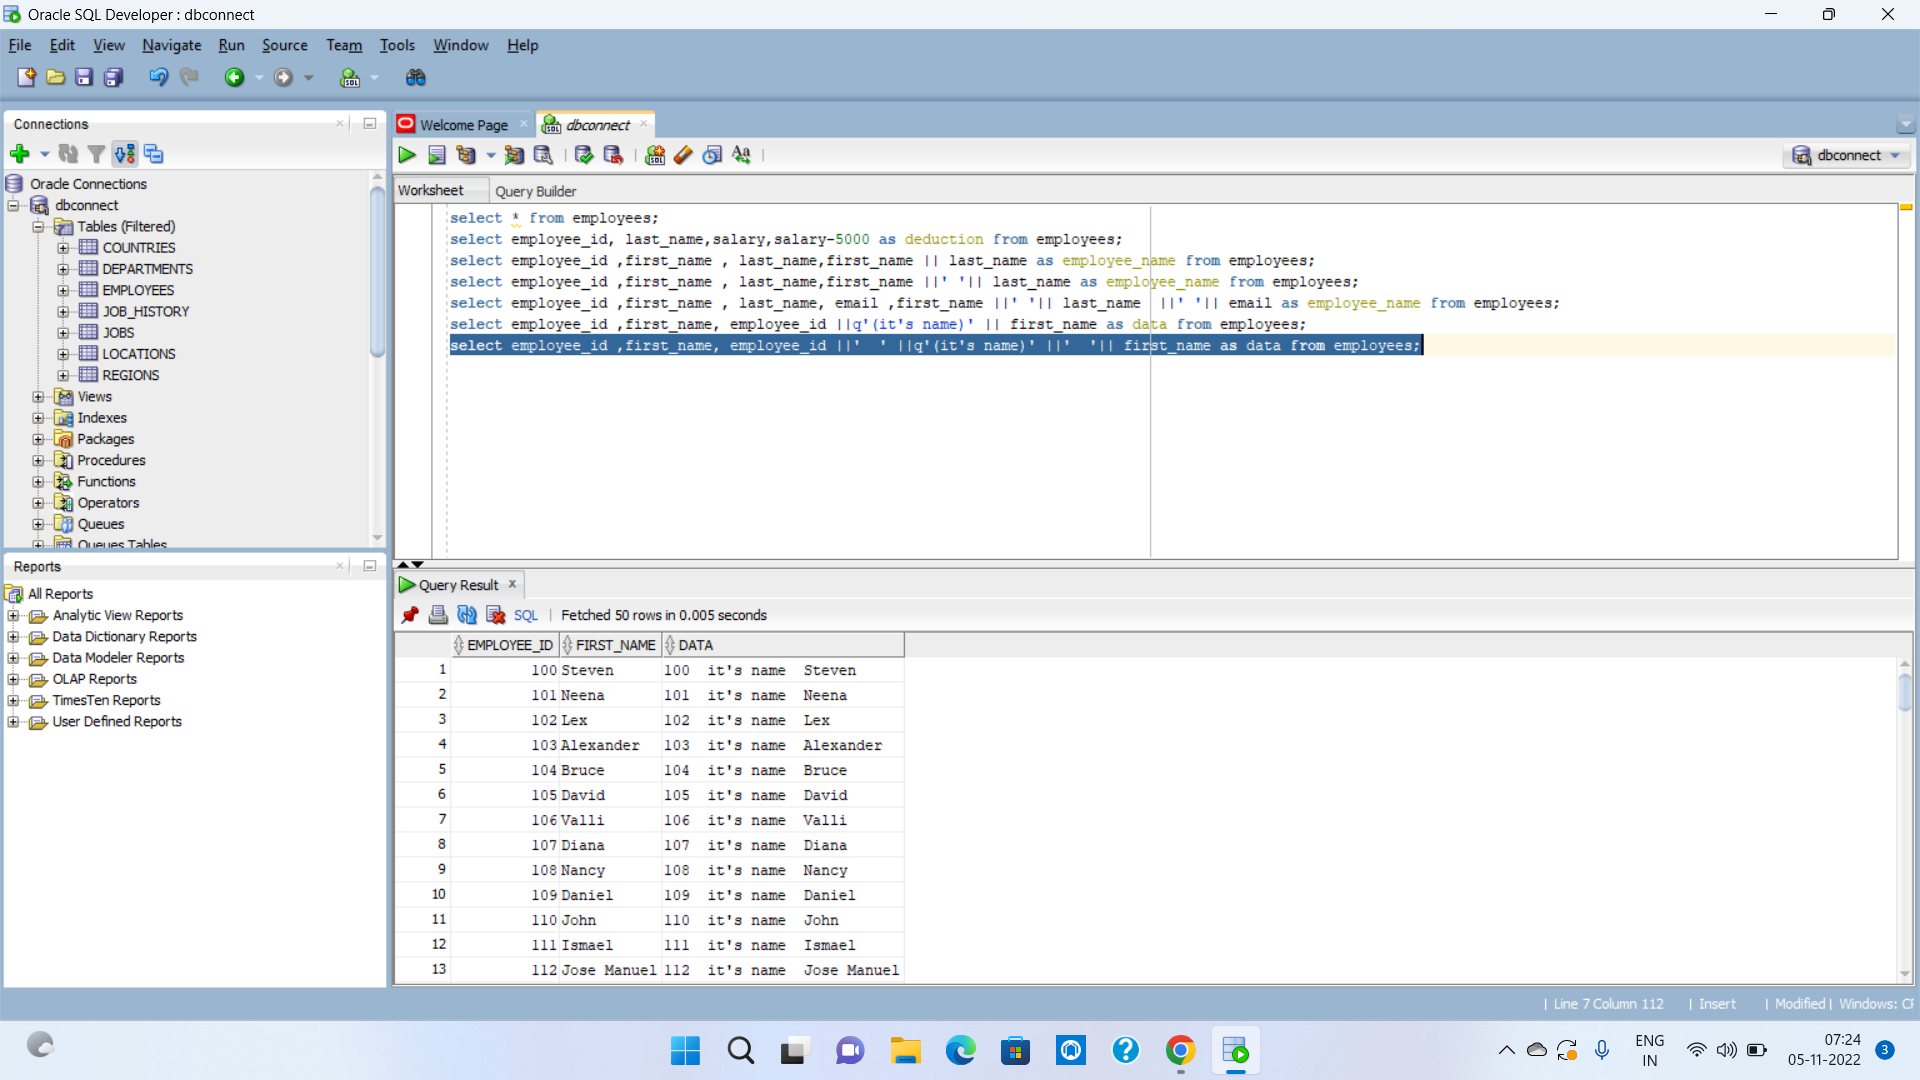 Oracle SQL Developer : dbconnect
File Edit View Navigate Run Source Team Tools Window Help
Connections
Oracle Connections
dbconnect
Tables (Filtered)
COUNTRIES
DEPARTMENTS
EMPLOYEES
JOB_HISTORY
JOBS
LOCATIONS
REGIONS
Views
Indexes
Packages
Procedures
Functions
Operators
Queues
Queues Tables
Reports
All Reports
Analytic View Reports
Data Dictionary Reports
Data Modeler Reports
OLAP Reports
TimesTen Reports
User Defined Reports
Welcome Page dbconnect
dbconnect
Worksheet Query Builder
select * from employees;
select employee_id, last_name,salary,salary-5000 as deduction from employees;
select employee_id ,first_name , last_name,first_name || last_name as employee_name from employees;
select employee_id ,first_name , last_name,first_name ||' '|| last_name as employee_name from employees;
select employee_id ,first_name , last_name, email ,first_name ||' '|| last_name  ||' '|| email as employee_name from employees;
select employee_id ,first_name, employee_id ||q'(it's name)' || first_name as data from employees;
select employee_id ,first_name, employee_id ||'  ' ||q'(it's name)' ||'  '|| first_name as data from employees;
Query Result
SQL | Fetched 50 rows in 0.005 seconds
EMPLOYEE_ID FIRST_NAME DATA
1 100 Steven 100  it's name  Steven
2 101 Neena 101  it's name  Neena
3 102 Lex 102  it's name  Lex
4 103 Alexander 103  it's name  Alexander
5 104 Bruce 104  it's name  Bruce
6 105 David 105  it's name  David
7 106 Valli 106  it's name  Valli
8 107 Diana 107  it's name  Diana
9 108 Nancy 108  it's name  Nancy
10 109 Daniel 109  it's name  Daniel
11 110 John 110  it's name  John
12 111 Ismael 111  it's name  Ismael
13 112 Jose Manuel 112  it's name  Jose Manuel
| Line 7 Column 112 | Insert | Modified | Windows: CF
ENG
IN
07:24
05-11-2022
3